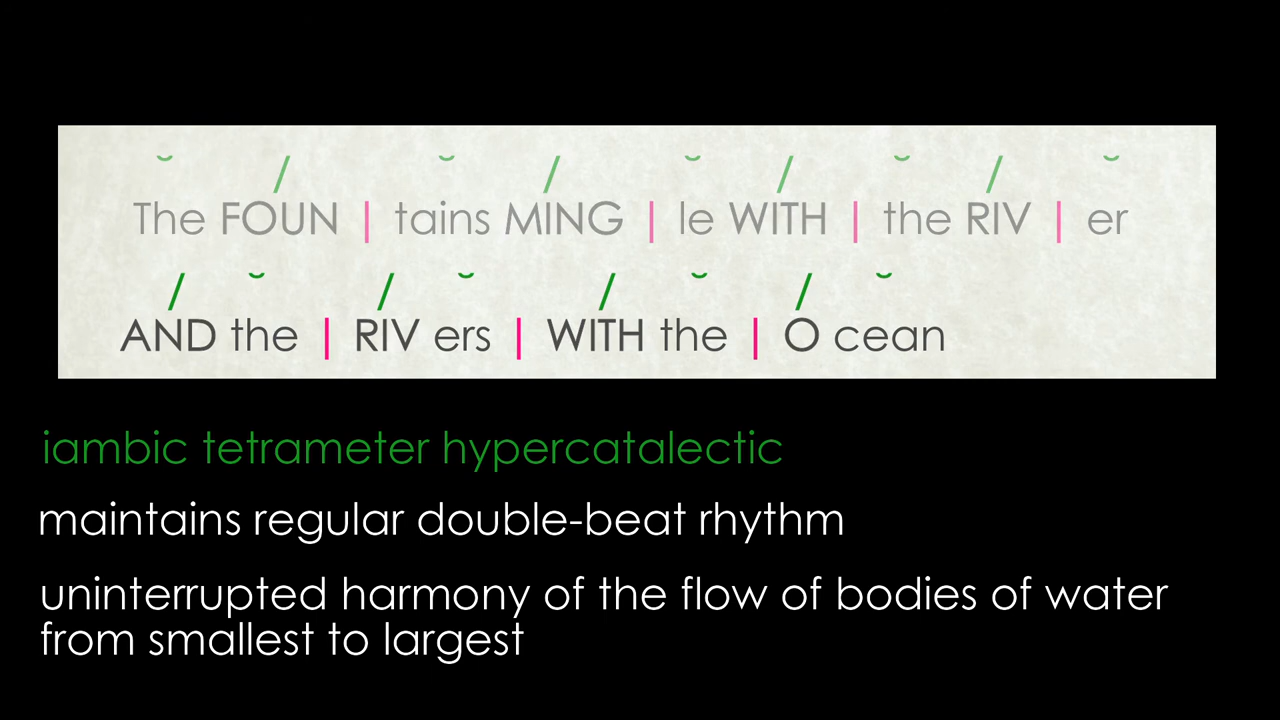 ˘ / ˘ / ˘ / ˘ / ˘
The FOUN | tains MING | le WITH | the RIV | er
/ ˘ / ˘ / ˘ / ˘
AND the | RIV ers | WITH the | O cean
iambic tetrameter hypercatalectic
maintains regular double-beat rhythm
uninterrupted harmony of the flow of bodies of water
from smallest to largest